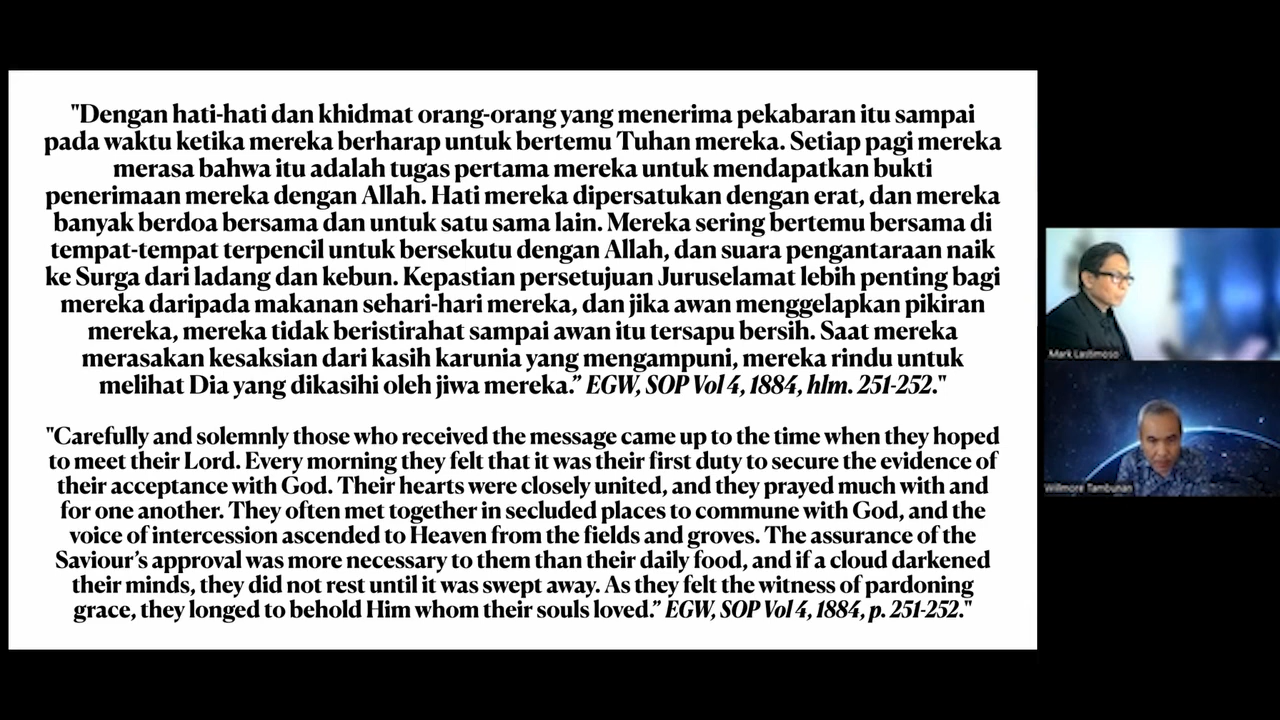 "Dengan hati-hati dan khidmat orang-orang yang menerima pekabaran itu sampai
pada waktu ketika mereka berharap untuk bertemu Tuhan mereka. Setiap pagi mereka
merasa bahwa itu adalah tugas pertama mereka untuk mendapatkan bukti
penerimaan mereka dengan Allah. Hati mereka dipersatukan dengan erat, dan mereka
banyak berdoa bersama dan untuk satu sama lain. Mereka sering bertemu bersama di
tempat-tempat terpencil untuk bersekutu dengan Allah, dan suara pengantaraan naik
ke Surga dari ladang dan kebun. Kepastian persetujuan Juruselamat lebih penting bagi
mereka daripada makanan sehari-hari mereka, dan jika awan menggelapkan pikiran
mereka, mereka tidak beristirahat sampai awan itu tersapu bersih. Saat mereka
merasakan kesaksian dari kasih karunia yang mengampuni, mereka rindu untuk
melihat Dia yang dikasihi oleh jiwa mereka.” EGW, SOP Vol 4, 1884, hlm. 251-252."
"Carefully and solemnly those who received the message came up to the time when they hoped
to meet their Lord. Every morning they felt that it was their first duty to secure the evidence of
their acceptance with God. Their hearts were closely united, and they prayed much with and
for one another. They often met together in secluded places to commune with God, and the
voice of intercession ascended to Heaven from the fields and groves. The assurance of the
Saviour’s approval was more necessary to them than their daily food, and if a cloud darkened
their minds, they did not rest until it was swept away. As they felt the witness of pardoning
grace, they longed to behold Him whom their souls loved.” EGW, SOP Vol 4, 1884, p. 251-252."
Mark Lastimoso
Willmore Tambunan